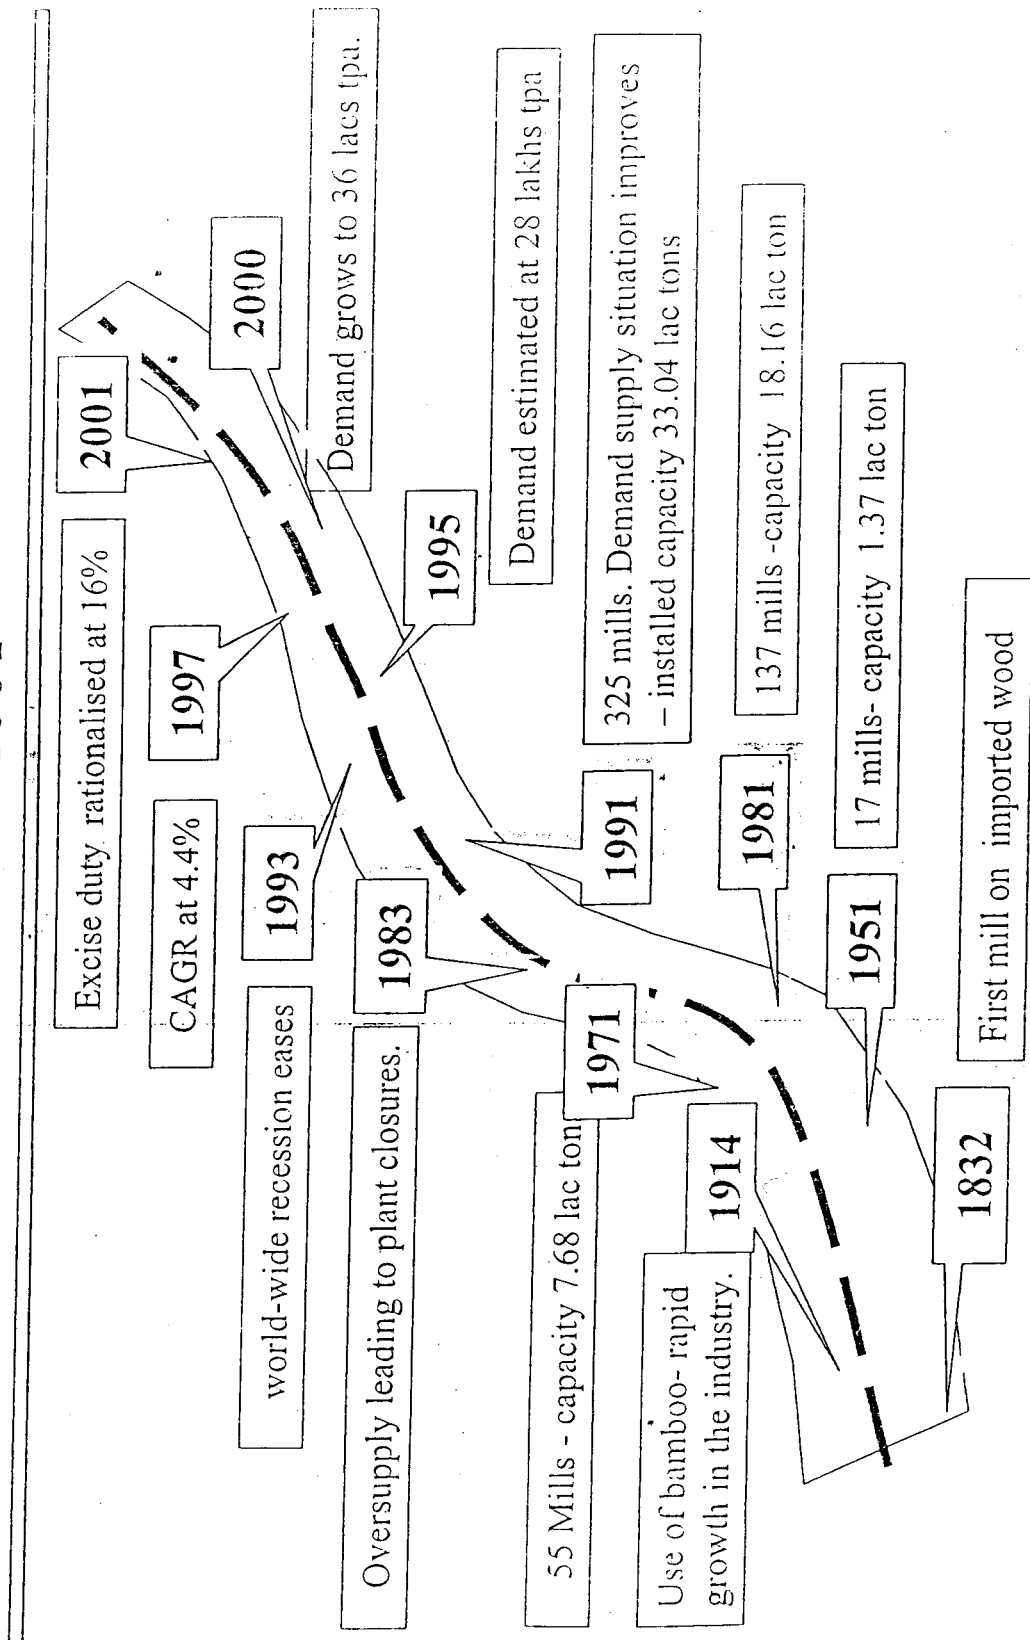 Excise duty rationalised at 16%
2001
CAGR at 4.4%
1997
2000
world-wide recession eases
1993
Demand grows to 36 lacs tpa.
Oversupply leading to plant closures.
1983
1995
Demand estimated at 28 lakhs tpa
55 Mills - capacity 7.68 lac ton
1971
1991
325 mills. Demand supply situation improves
– installed capacity 33.04 lac tons
Use of bamboo- rapid
growth in the industry.
1914
1981
137 mills -capacity 18.16 lac ton
1951
17 mills- capacity 1.37 lac ton
1832
First mill on imported wood